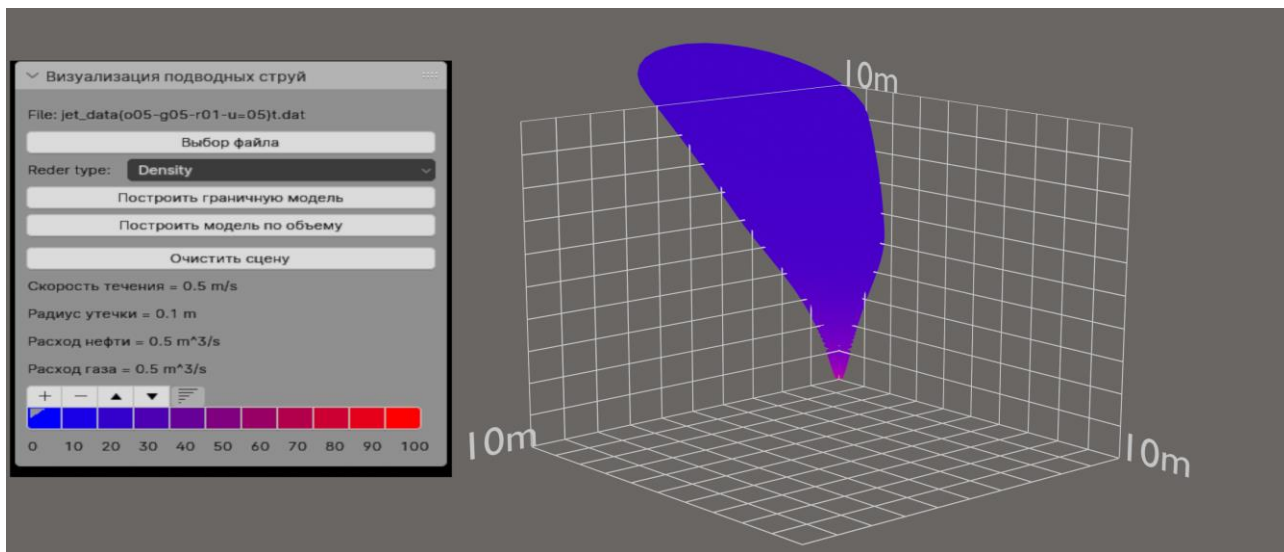 Визуализация подводных струй
File: jet_data(o05-g05-r01-u=05)t.dat
Выбор файла
Reder type: Density
Построить граничную модель
Построить модель по объему
Очистить сцену
Скорость течения = 0.5 m/s
Радиус утечки = 0.1 m
Расход нефти = 0.5 m^3/s
Расход газа = 0.5 m^3/s
0 10 20 30 40 50 60 70 80 90 100
10m
10m
10m